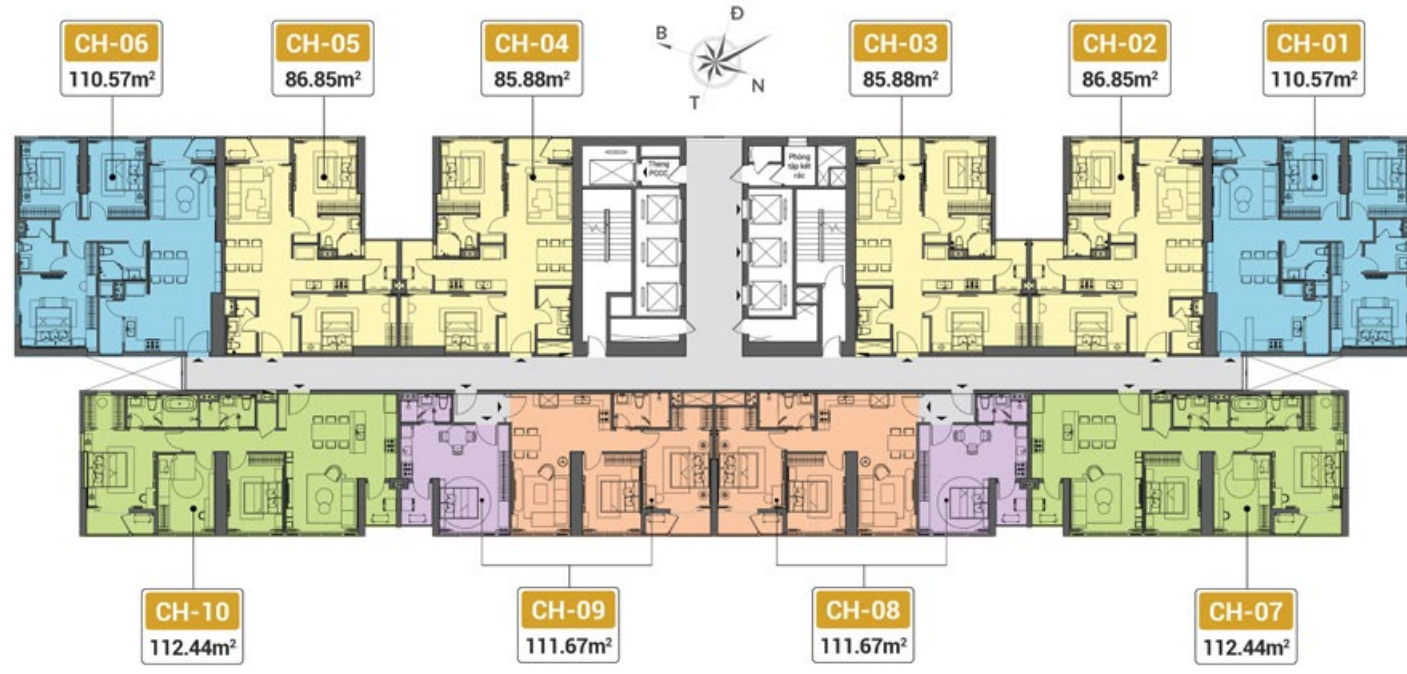 Đ
B
N
T
CH-06
110.57m²
CH-05
86.85m²
CH-04
85.88m²
CH-03
85.88m²
CH-02
86.85m²
CH-01
110.57m²
Thang
PCCC
Phòng
tập kết
rác
CH-10
112.44m²
CH-09
111.67m²
CH-08
111.67m²
CH-07
112.44m²